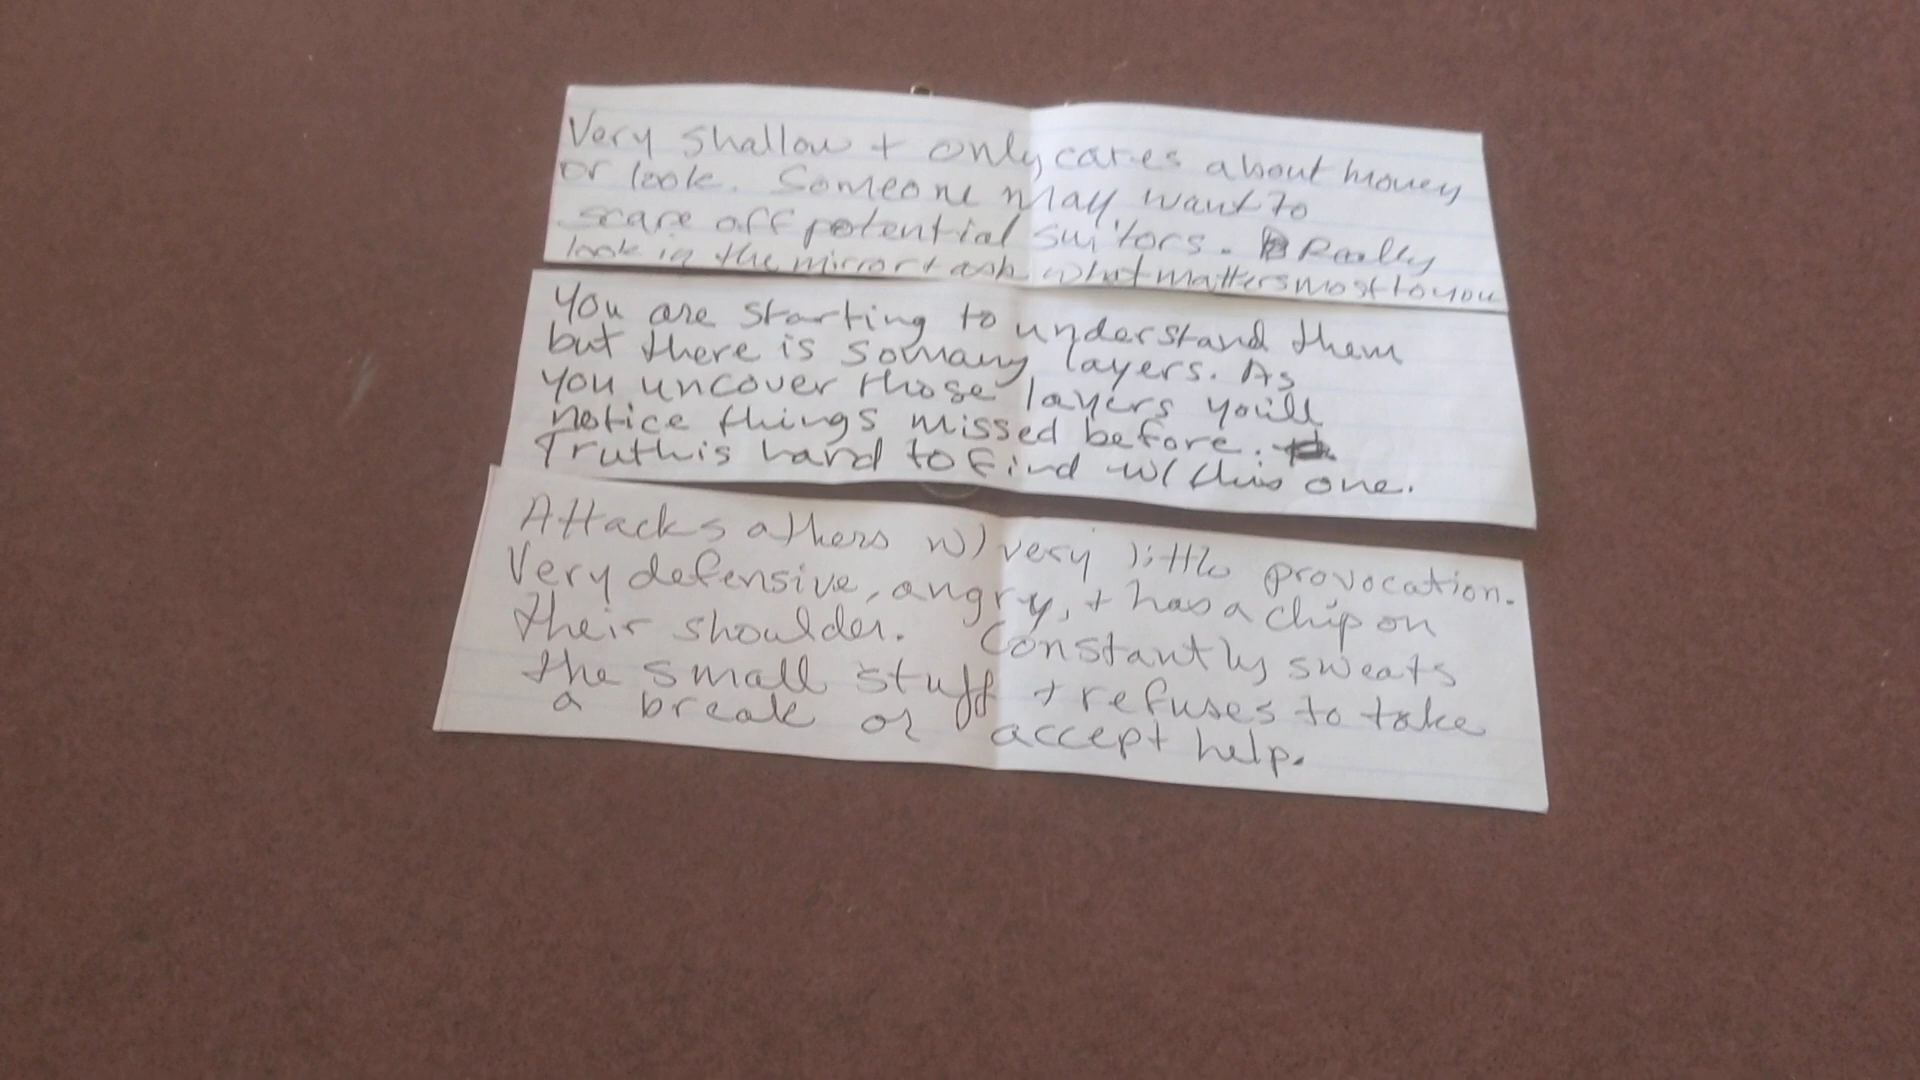 Very shallow + only cares about money
or look. Someone may want to
scare off potential suitors. Really
look in the mirror + ask what matters most to you
You are starting to understand them
but there is so many layers. As
you uncover those layers you'll
notice things missed before.
Truth is hard to find w/ this one.
Attacks others w/ very little provocation.
Very defensive, angry, + has a chip on
their shoulder. Constantly sweats
the small stuff + refuses to take
a break or accept help.